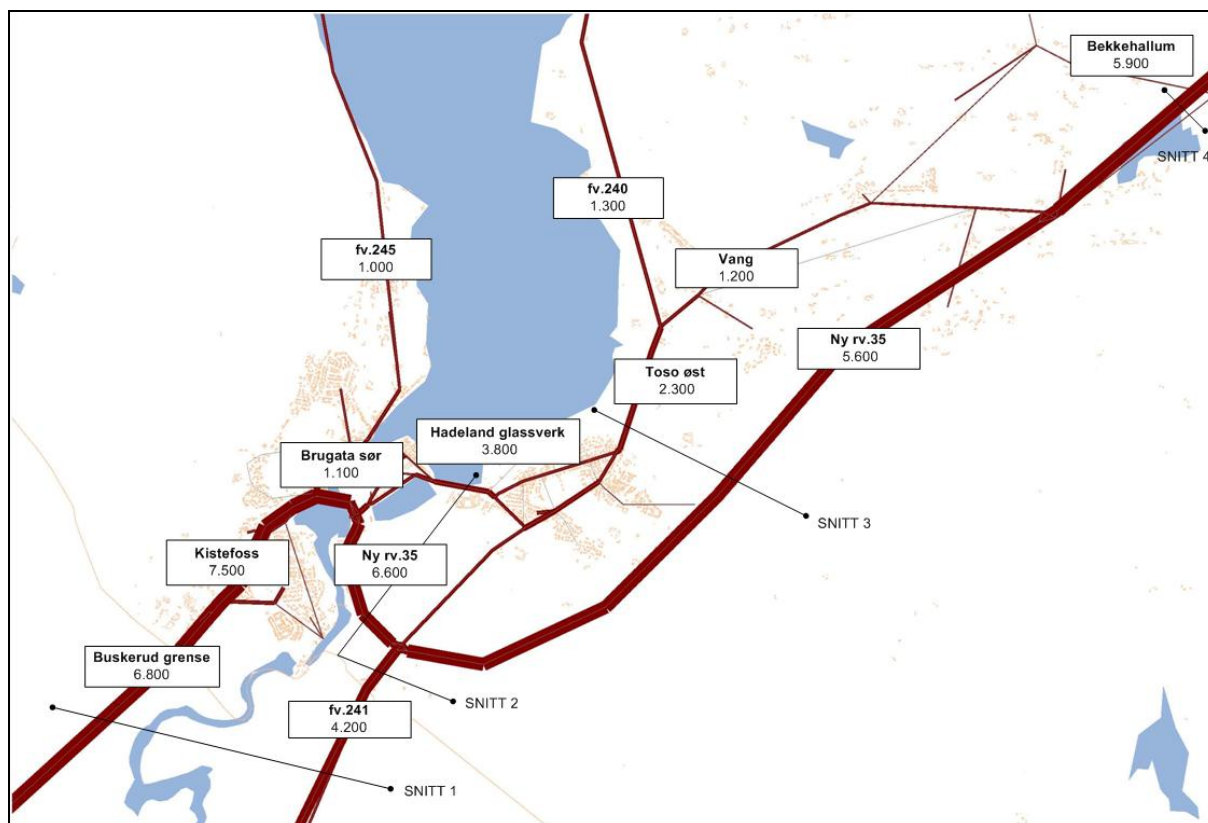 Bekkehallum
5.900
SNITT 4
fv.240
1.300
fv.245
1.000
Vang
1.200
Ny rv.35
5.600
Toso øst
2.300
Hadeland glassverk
3.800
Brugata sør
1.100
SNITT 3
Kistefoss
7.500
Ny rv.35
6.600
Buskerud grense
6.800
SNITT 2
fv.241
4.200
SNITT 1